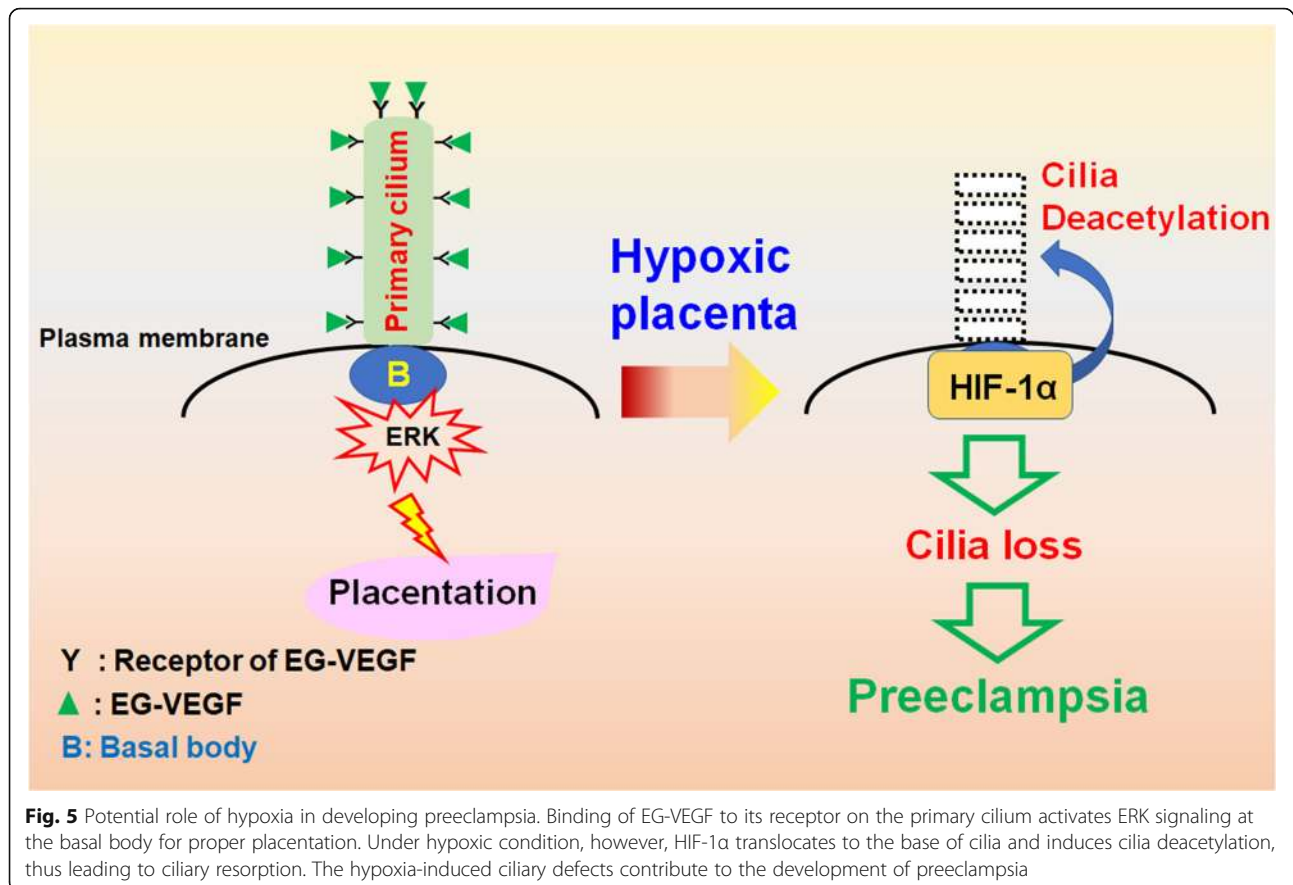 Primary cilium
Plasma membrane
B
ERK
Placentation
Y : Receptor of EG-VEGF
: EG-VEGF
B: Basal body
Hypoxic
placenta
Cilia
Deacetylation
HIF-1α
Cilia loss
Preeclampsia
Fig. 5 Potential role of hypoxia in developing preeclampsia. Binding of EG-VEGF to its receptor on the primary cilium activates ERK signaling at
the basal body for proper placentation. Under hypoxic condition, however, HIF-1α translocates to the base of cilia and induces cilia deacetylation,
thus leading to ciliary resorption. The hypoxia-induced ciliary defects contribute to the development of preeclampsia